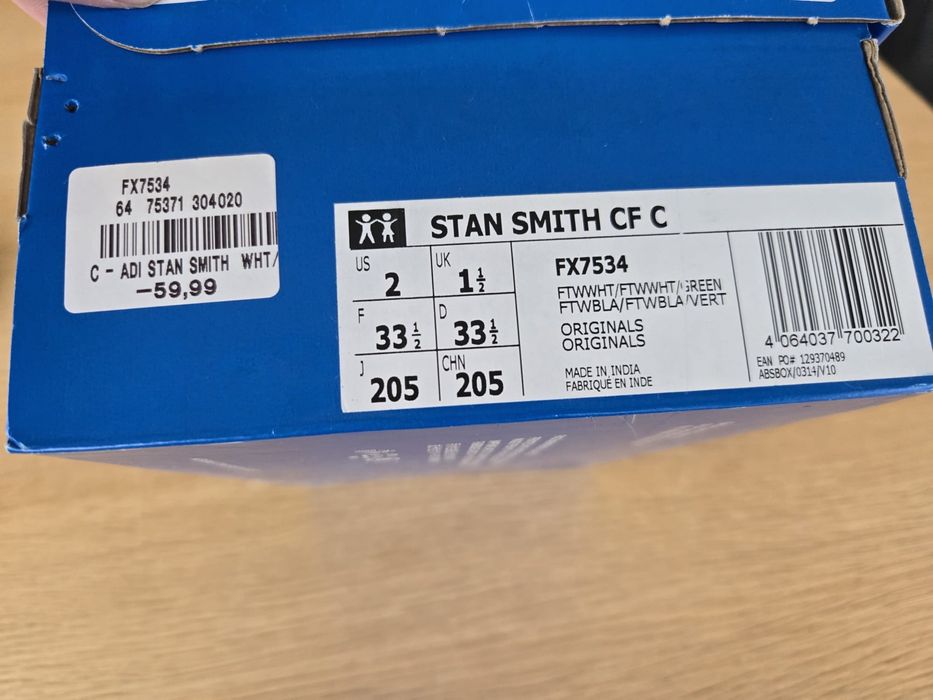 FX7534
64 75371 304020
C - ADI STAN SMITH WHT/
-59,99
STAN SMITH CF C
US
2
UK
1 1/2
F
33 1/2
D
33 1/2
J
205
CHN
205
FX7534
FTWWHT/FTWWHT/GREEN
FTWBLA/FTWBLA/VERT
ORIGINALS
ORIGINALS
MADE IN INDIA
FABRIQUÉ EN INDE
4 064037 700322
EAN PO# 129370489
ABSBOX/0314/V10